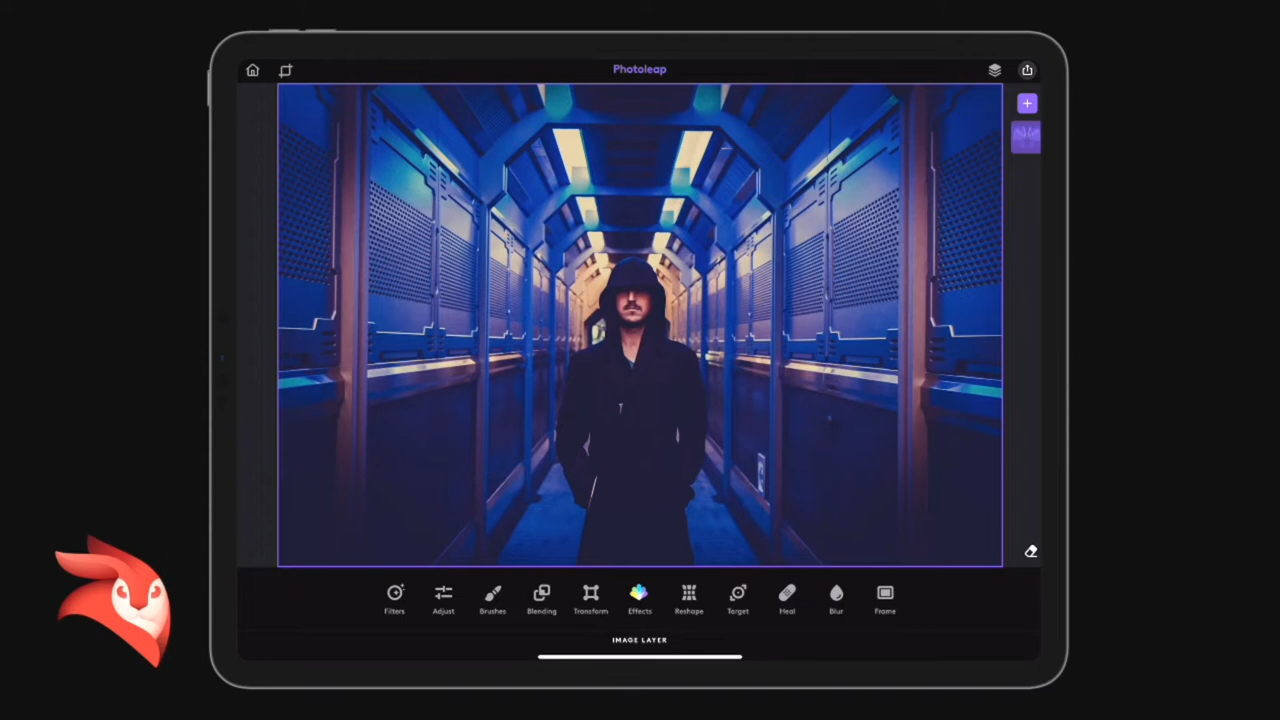 Photoleap
Filters Adjust Brushes Blending Transform Effects Reshape Target Heal Blur Frame
IMAGE LAYER